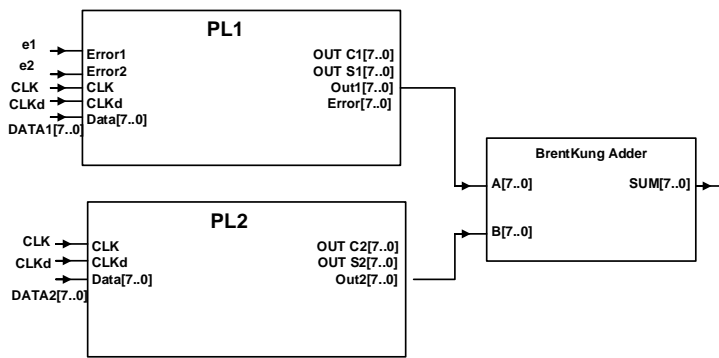 PL1
e1
Error1
OUT C1[7..0]
e2
Error2
OUT S1[7..0]
CLK
CLK
Out1[7..0]
CLKd
CLKd
Error[7..0]
DATA1[7..0]
Data[7..0]
BrentKung Adder
A[7..0]
SUM[7..0]
B[7..0]
PL2
CLK
CLK
OUT C2[7..0]
CLKd
CLKd
OUT S2[7..0]
Data[7..0]
Out2[7..0]
DATA2[7..0]